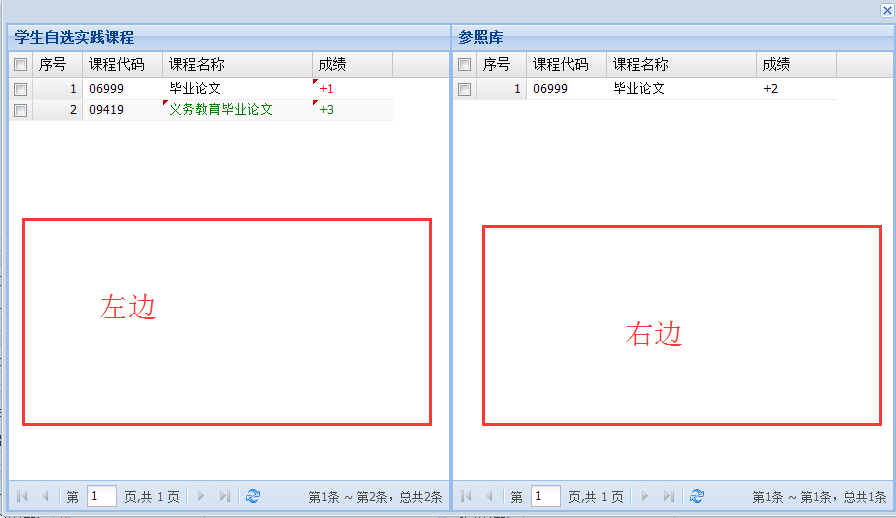 学生自选实践课程
序号 课程代码 课程名称 成绩
1 06999 毕业论文 +1
2 09419 义务教育毕业论文 +3
左边
第 1 页,共 1 页 第1条 ~ 第2条，总共2条
参照库
序号 课程代码 课程名称 成绩
1 06999 毕业论文 +2
右边
第 1 页,共 1 页 第1条 ~ 第1条，总共1条